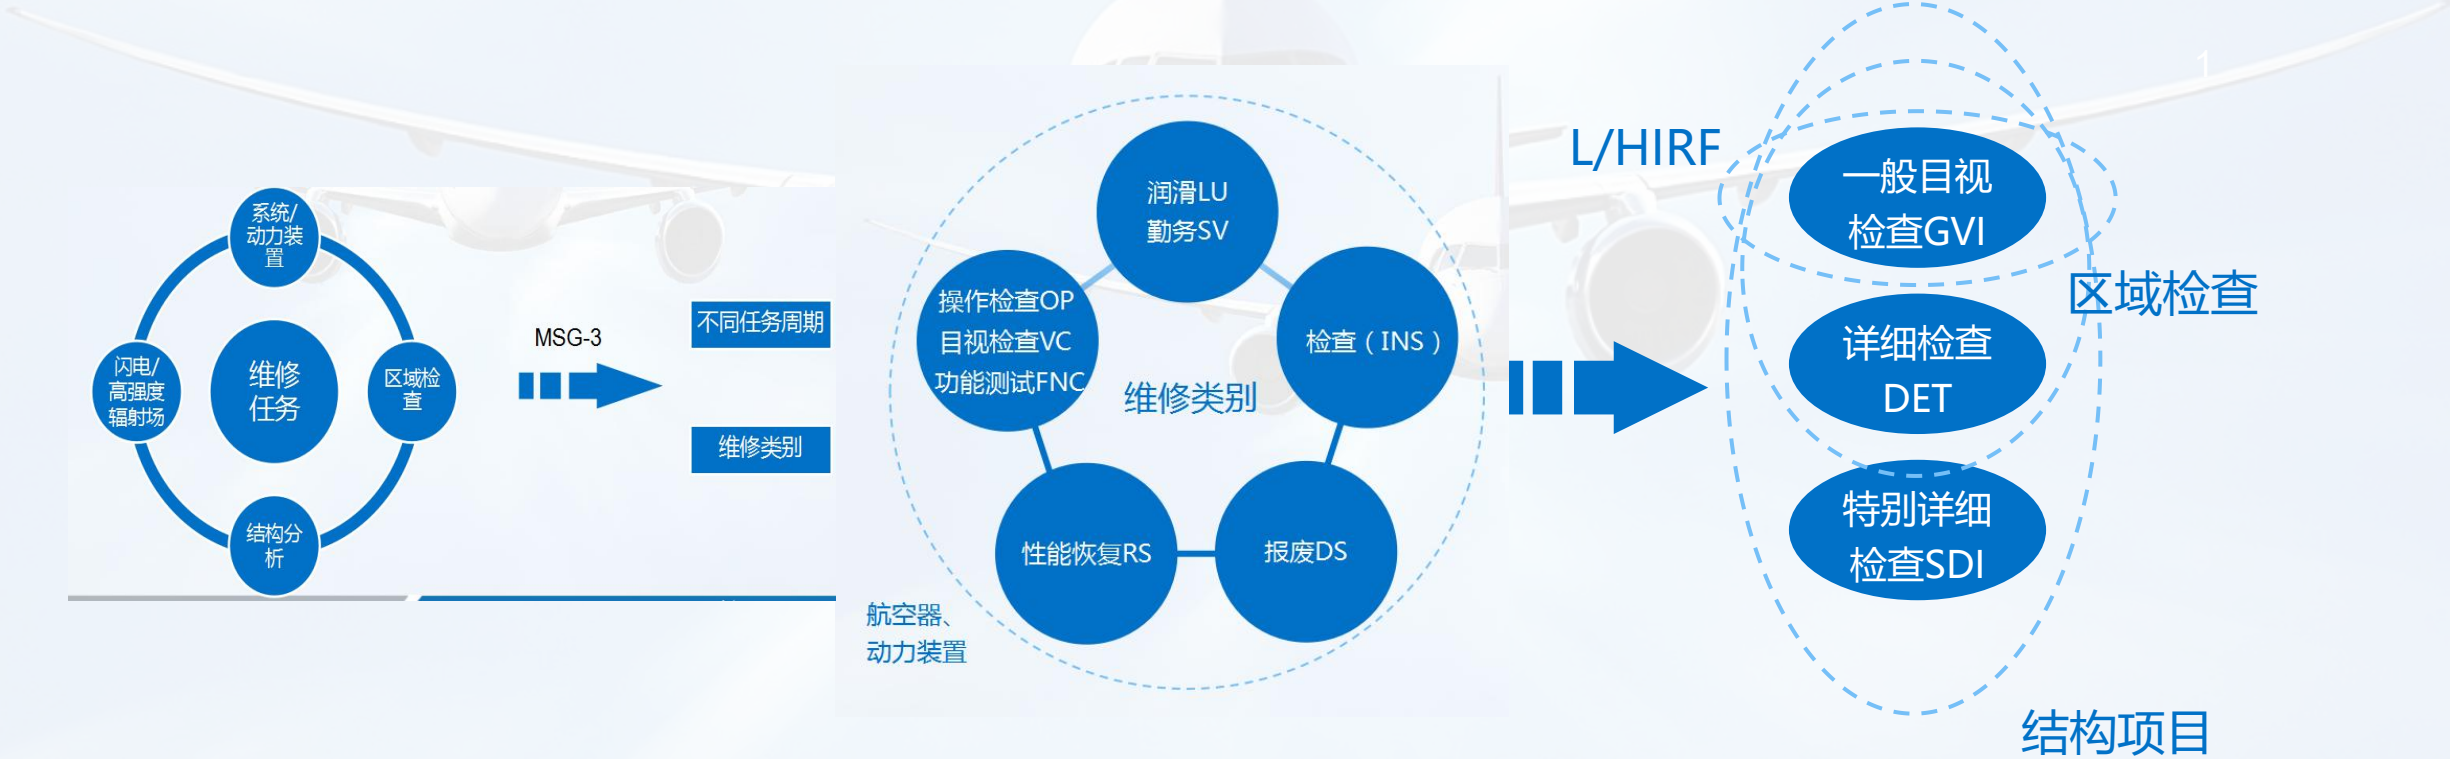 系统/
动力装
置
闪电/
高强度
辐射场
维修
任务
区域检
查
结构分
析
MSG-3
不同任务周期
维修类别
润滑LU
勤务SV
操作检查OP
目视检查VC
功能测试FNC
检查（INS）
维修类别
性能恢复RS
报废DS
航空器、
动力装置
L/HIRF
一般目视
检查GVI
区域检查
详细检查
DET
特别详细
检查SDI
结构项目
1